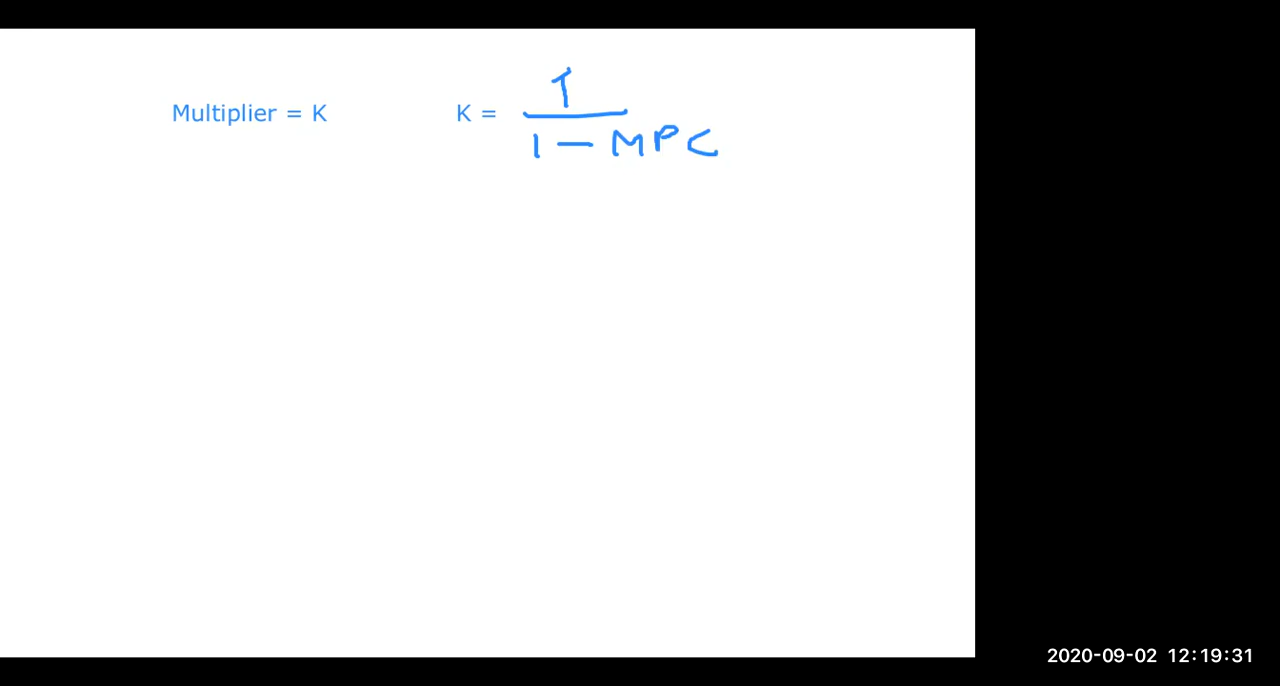 Multiplier = K
K = 1
1 - MPC
2020-09-02 12:19:31